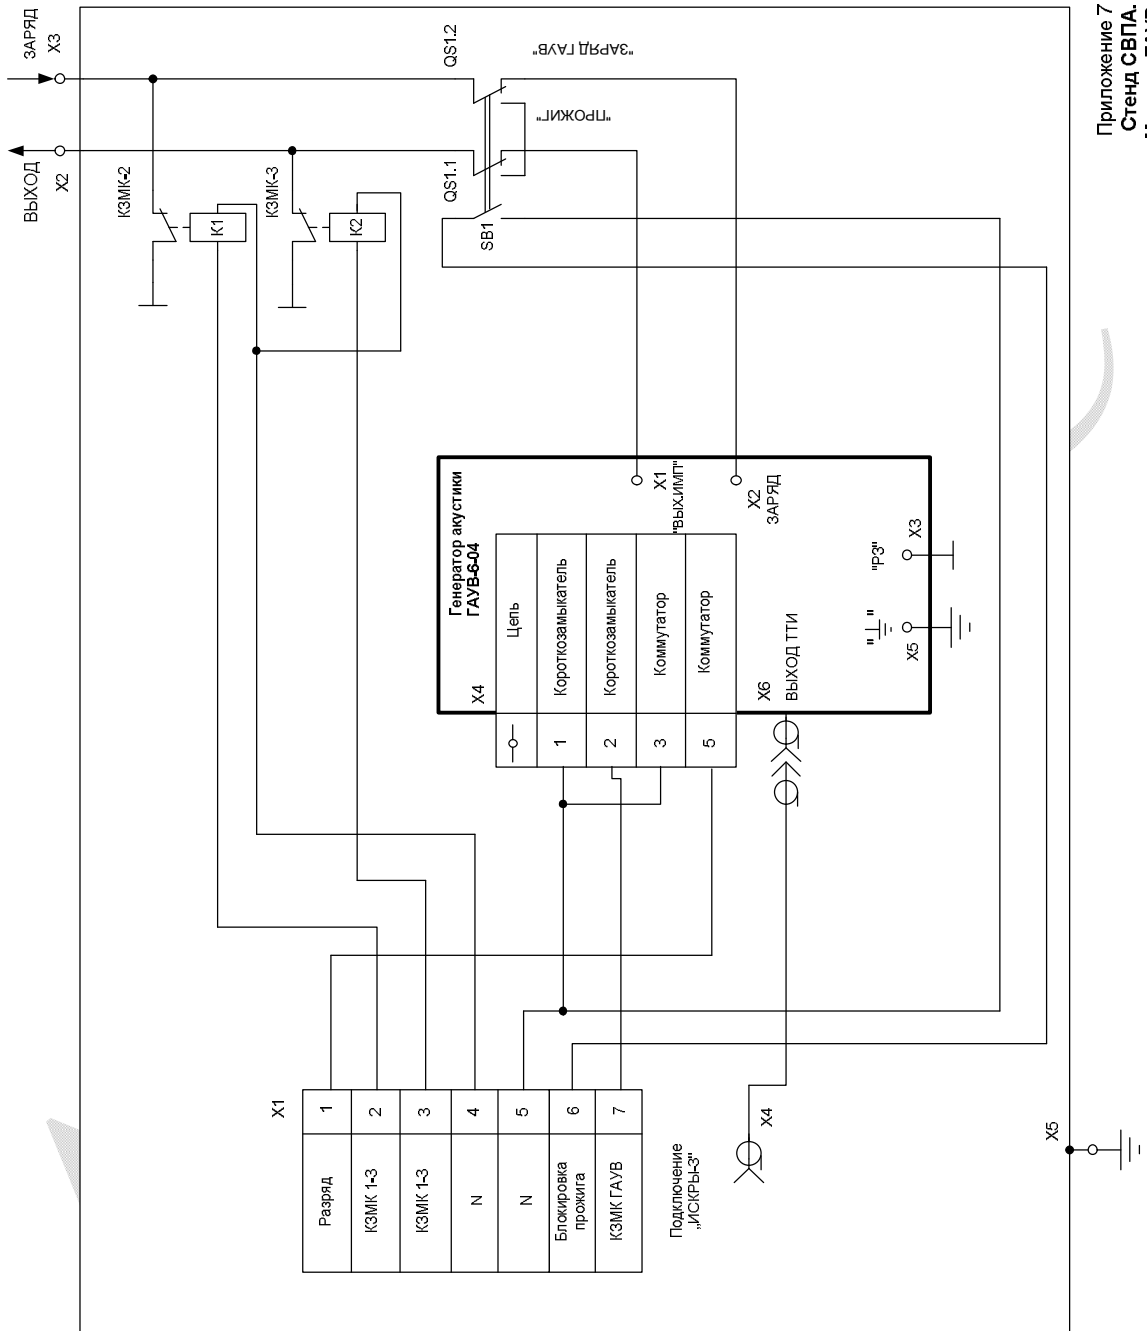 Приложение 7
Стенд СВПА.
ЗАРЯД
X3
ВЫХОД
X2
QS1.2
"ЗАРЯД ГАУВ"
"ПРОЖИГ"
QS1.1
SB1
КЗМК-2
К1
КЗМК-3
К2
Генератор акустики
ГАУВ-6-04
X4
Цепь
1
Короткозамыкатель
2
Короткозамыкатель
3
Коммутатор
5
Коммутатор
X1
"ВЫХ.ИМП"
X2
ЗАРЯД
"РЗ"
X3
X5
X6
ВЫХОД ТТИ
X1
Разряд
1
КЗМК 1-3
2
КЗМК 1-3
3
N
4
N
5
Блокировка
прожига
6
КЗМК ГАУВ
7
Подключение
„ИСКРЫ-3"
X4
X5